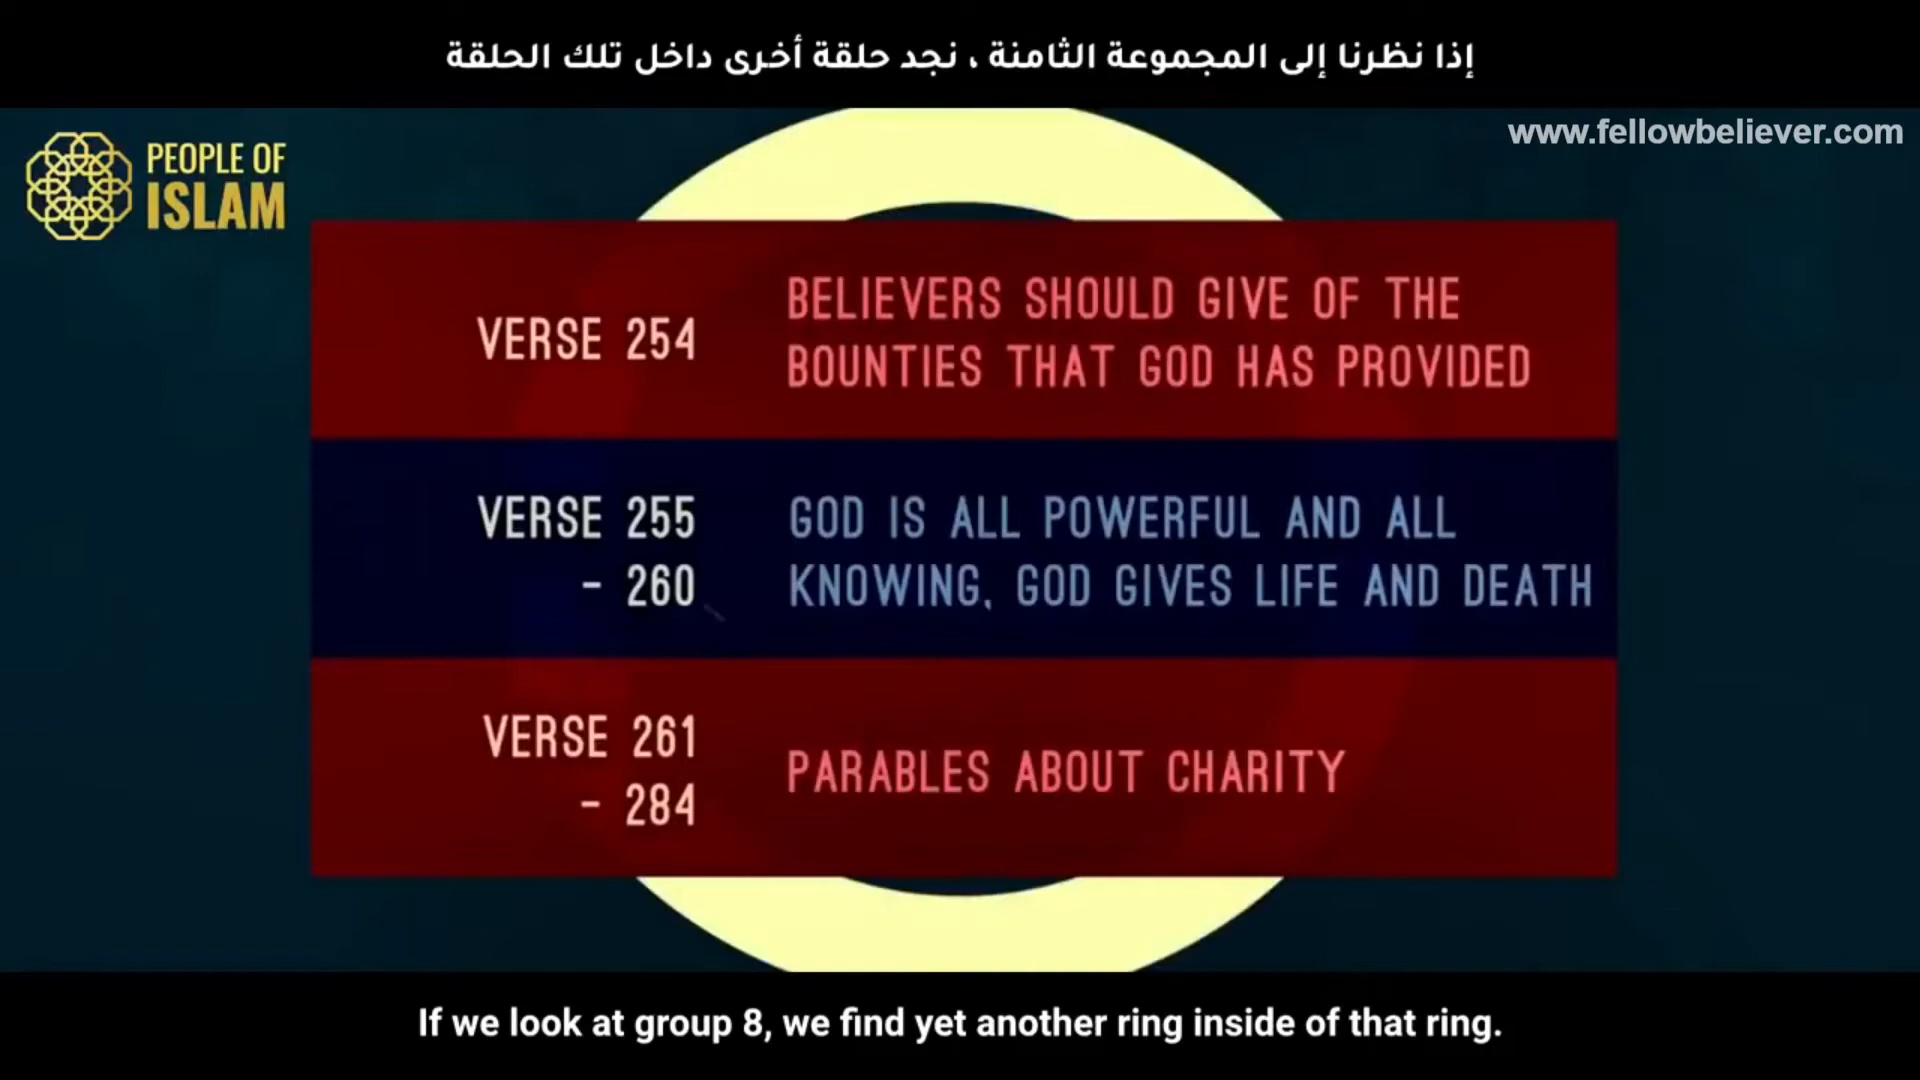 إذا نظرنا إلى المجموعة الثامنة ، نجد حلقة أخرى داخل تلك الحلقة
www.fellowbeliever.com
PEOPLE OF
ISLAM
VERSE 254
BELIEVERS SHOULD GIVE OF THE
BOUNTIES THAT GOD HAS PROVIDED
VERSE 255
- 260
GOD IS ALL POWERFUL AND ALL
KNOWING, GOD GIVES LIFE AND DEATH
VERSE 261
- 284
PARABLES ABOUT CHARITY
If we look at group 8, we find yet another ring inside of that ring.